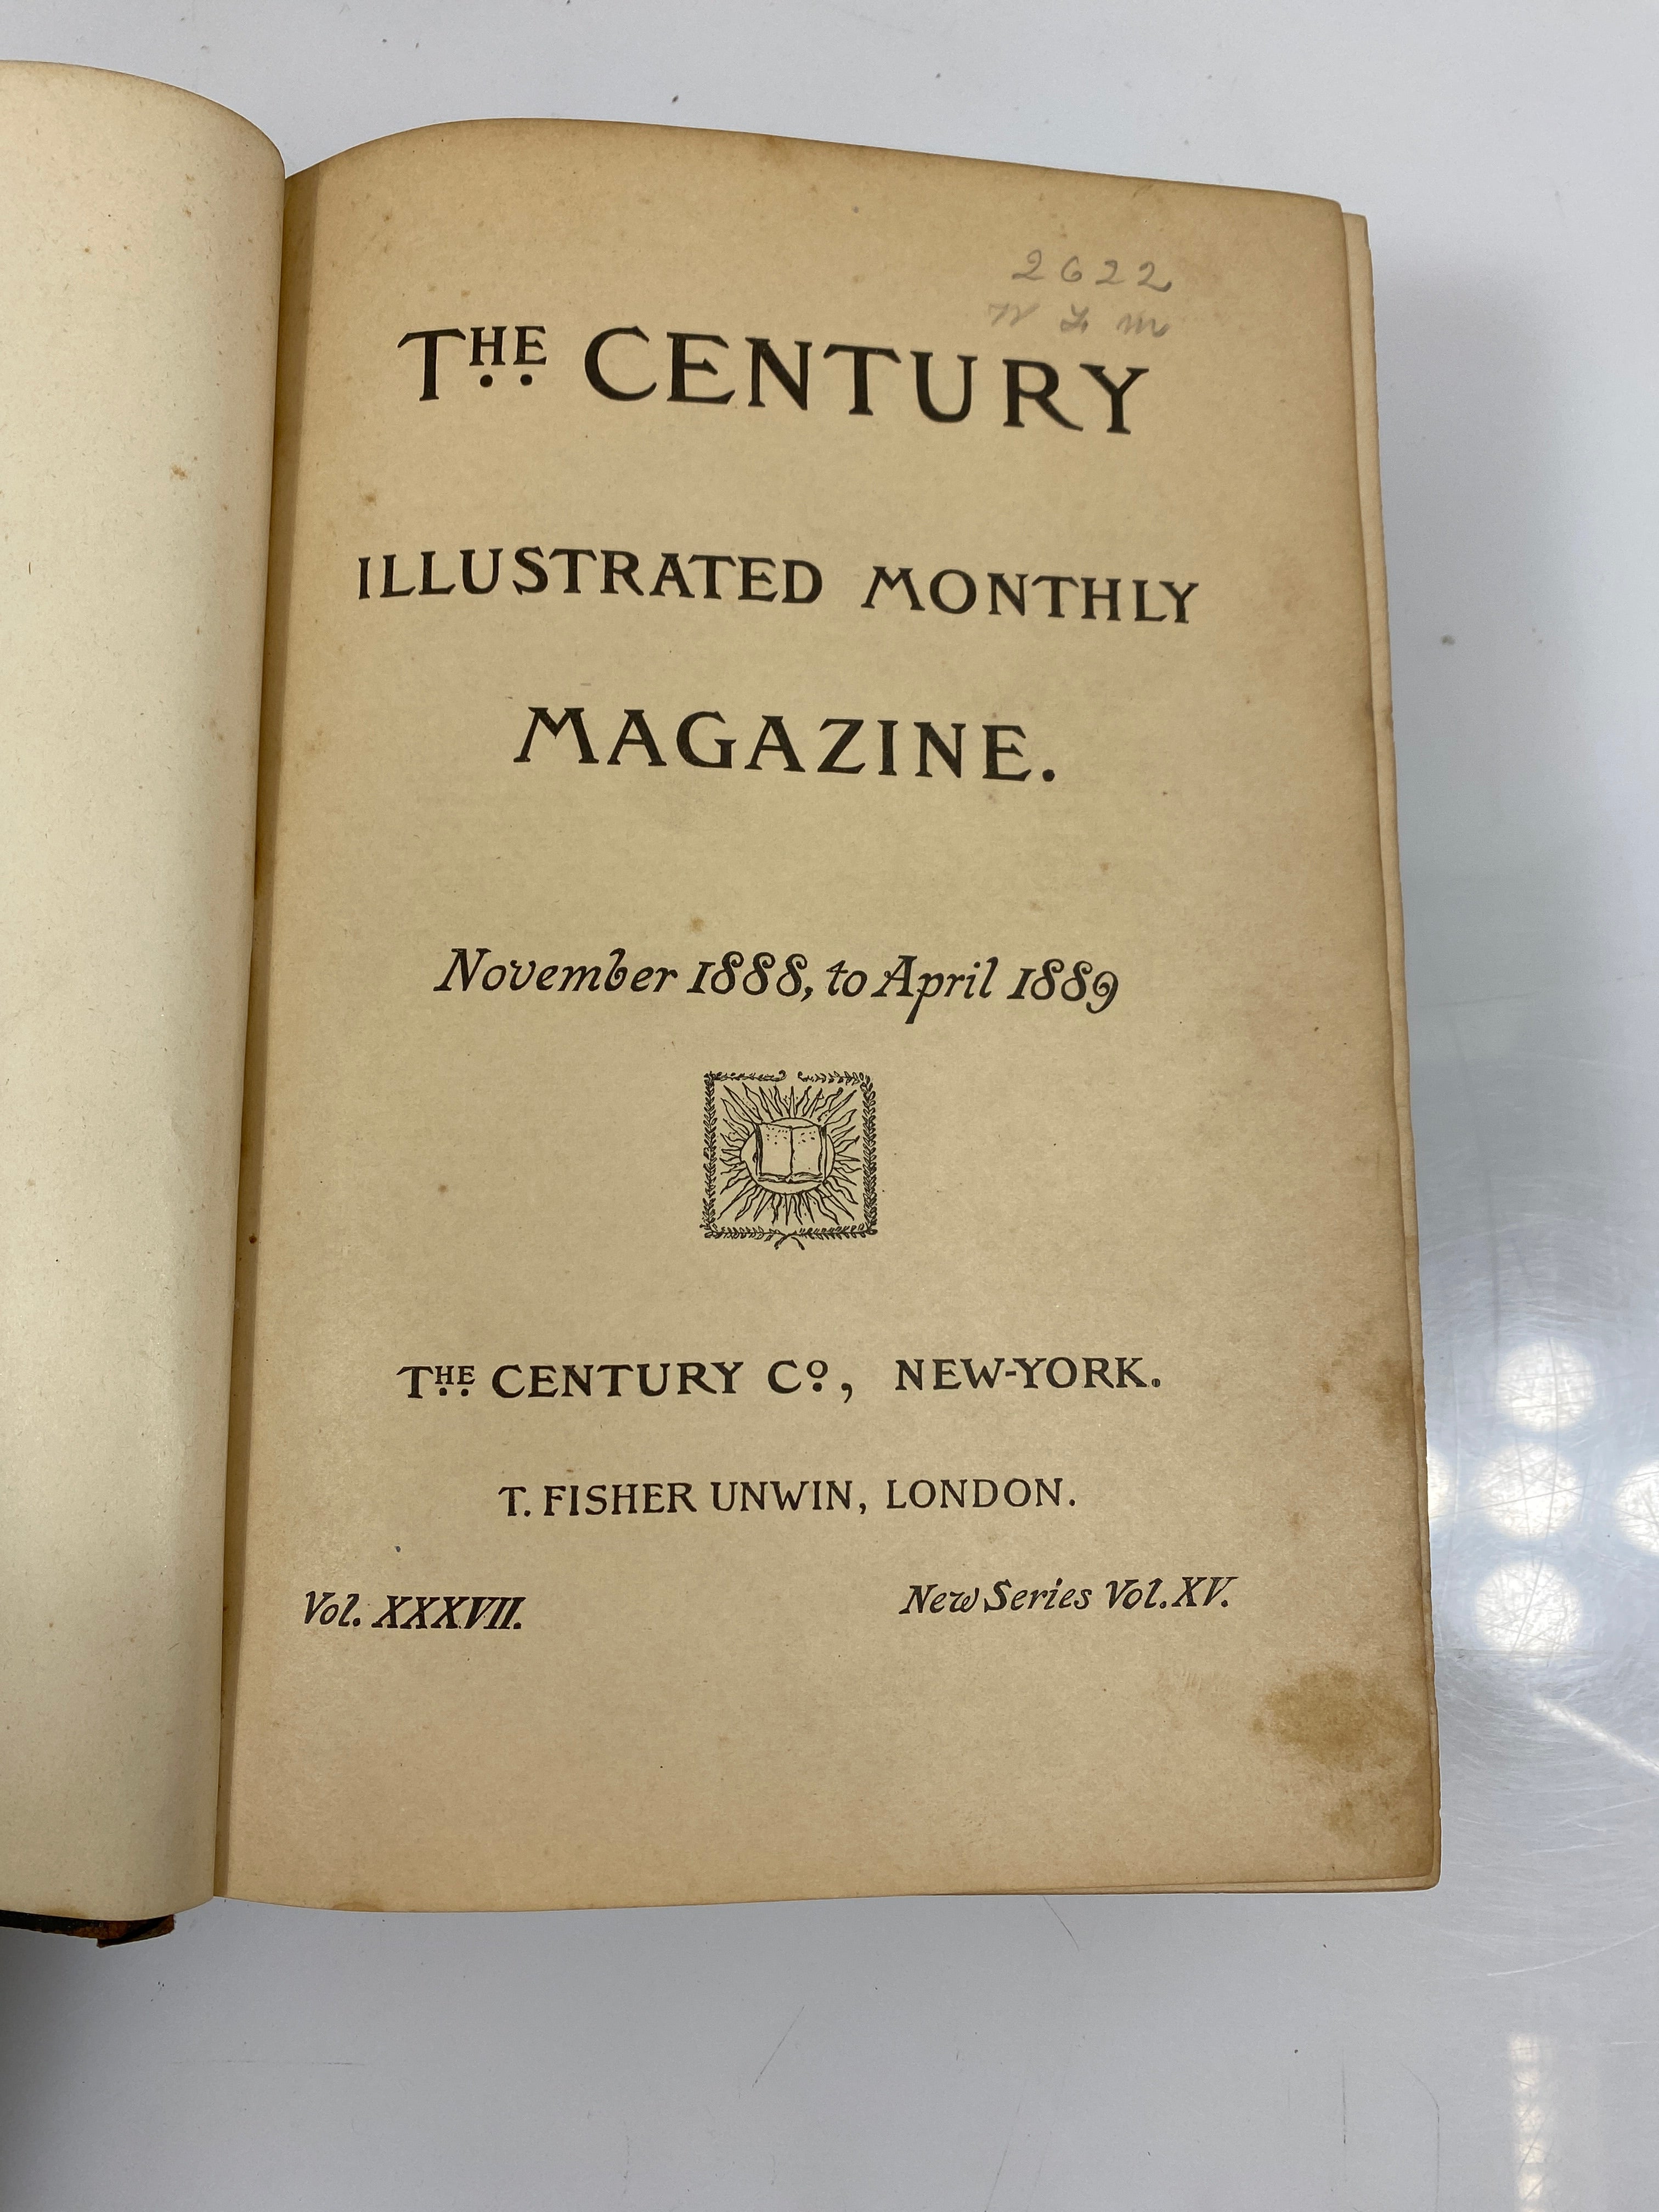 2622
THE CENTURY
ILLUSTRATED MONTHLY
MAGAZINE.
November 1888, to April 1889
THE CENTURY Co, NEW-YORK.
T. FISHER UNWIN, LONDON.
Vol. XXXVII. New Series Vol. XV.